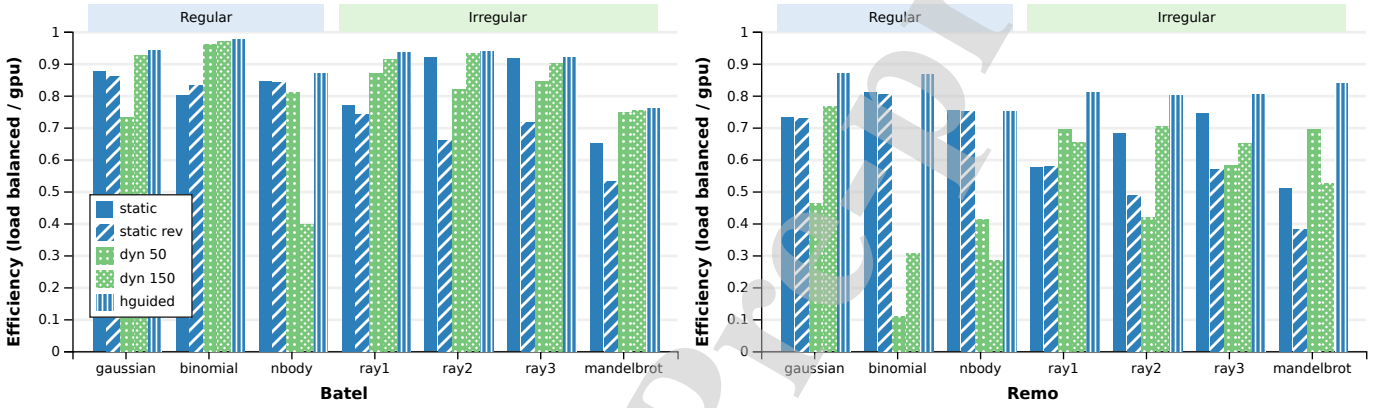 Regular Irregular
Efficiency (load balanced / gpu)
1
0.9
0.8
0.7
0.6
0.5
0.4
0.3
0.2
0.1
0
static
static rev
dyn 50
dyn 150
hguided
gaussian binomial nbody ray1 ray2 ray3 mandelbrot
Batel
Regular Irregular
Efficiency (load balanced / gpu)
1
0.9
0.8
0.7
0.6
0.5
0.4
0.3
0.2
0.1
0
gaussian binomial nbody ray1 ray2 ray3 mandelbrot
Remo
pre-p